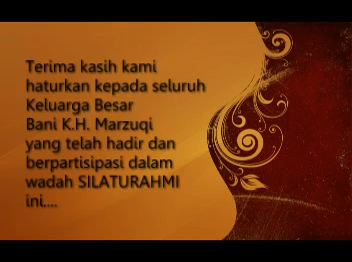 Terima kasih kami
haturkan kepada seluruh
Keluarga Besar
Bani K.H. Marzuqi
yang telah hadir dan
berpartisipasi dalam
wadah SILATURAHMI
ini....